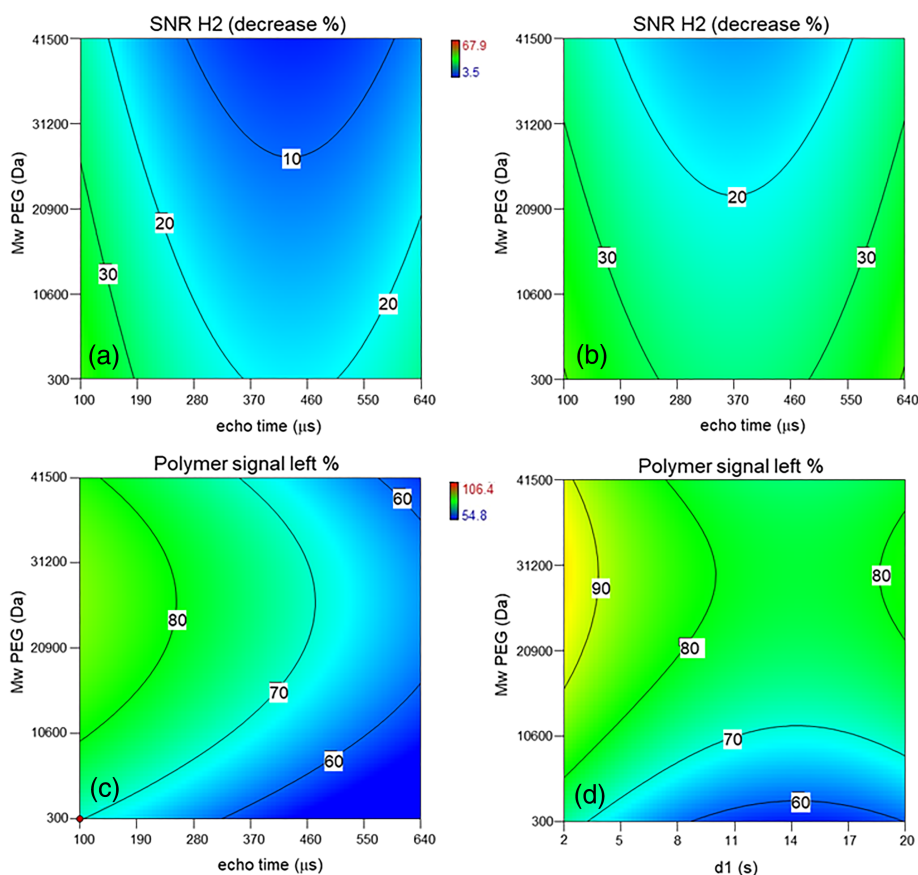 SNR H2 (decrease %)
41500
31200
20900
10600
300
Mw PEG (Da)
10
20
30
20
(a)
100 190 280 370 460 550 640
echo time (µs)
67.9
3.5
SNR H2 (decrease %)
41500
31200
20900
10600
300
Mw PEG (Da)
20
30
30
(b)
100 190 280 370 460 550 640
echo time (µs)
Polymer signal left %
41500
31200
20900
10600
300
Mw PEG (Da)
60
80
70
60
(c)
100 190 280 370 460 550 640
echo time (µs)
106.4
54.8
Polymer signal left %
41500
31200
20900
10600
300
Mw PEG (Da)
90
80
80
70
60
(d)
2 5 8 11 14 17 20
d1 (s)